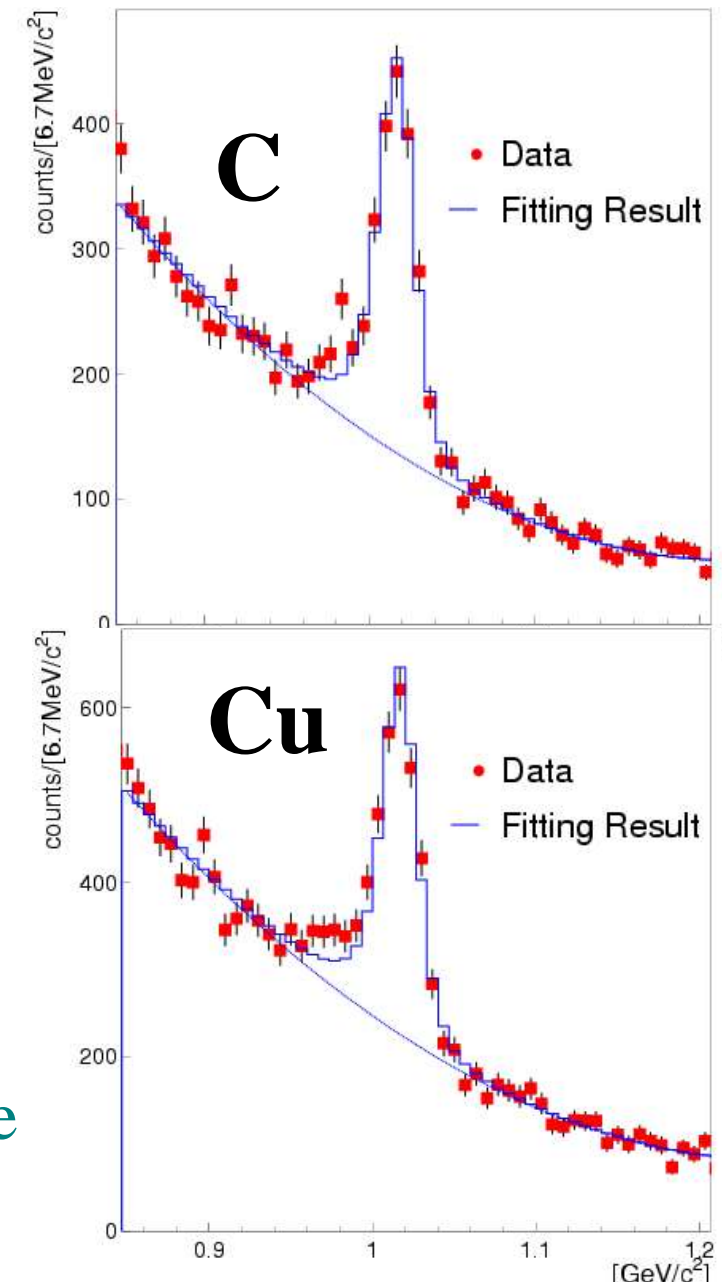 counts/[6.7MeV/c²]
400
300
200
100
0
C
Data
Fitting Result
counts/[6.7MeV/c²]
600
400
200
0
Cu
Data
Fitting Result
e
0.9 1 1.1 1.2
[GeV/c²]